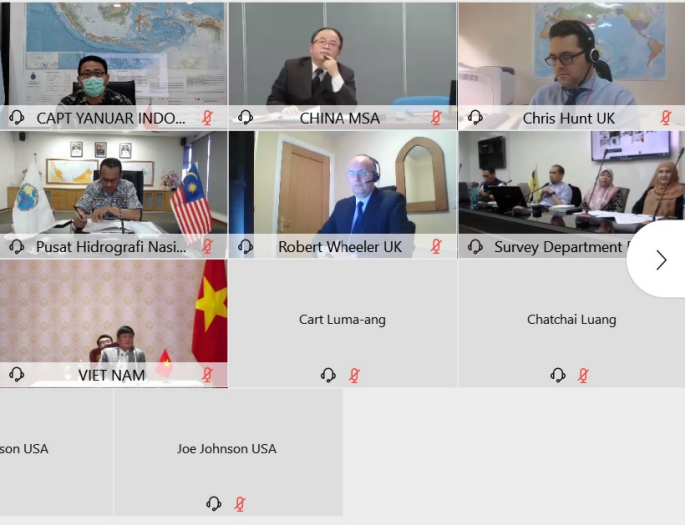 CAPT YANUAR INDO...
CHINA MSA
Chris Hunt UK
Pusat Hidrografi Nasi...
Robert Wheeler UK
Survey Department
VIET NAM
Cart Luma-ang
Chatchai Luang
son USA
Joe Johnson USA